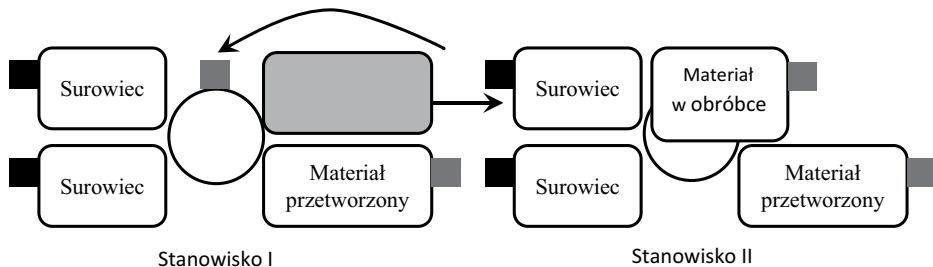 Surowiec
Surowiec
Materiał
przetworzony
Stanowisko I
Surowiec
Materiał
w obróbce
Surowiec
Materiał
przetworzony
Stanowisko II